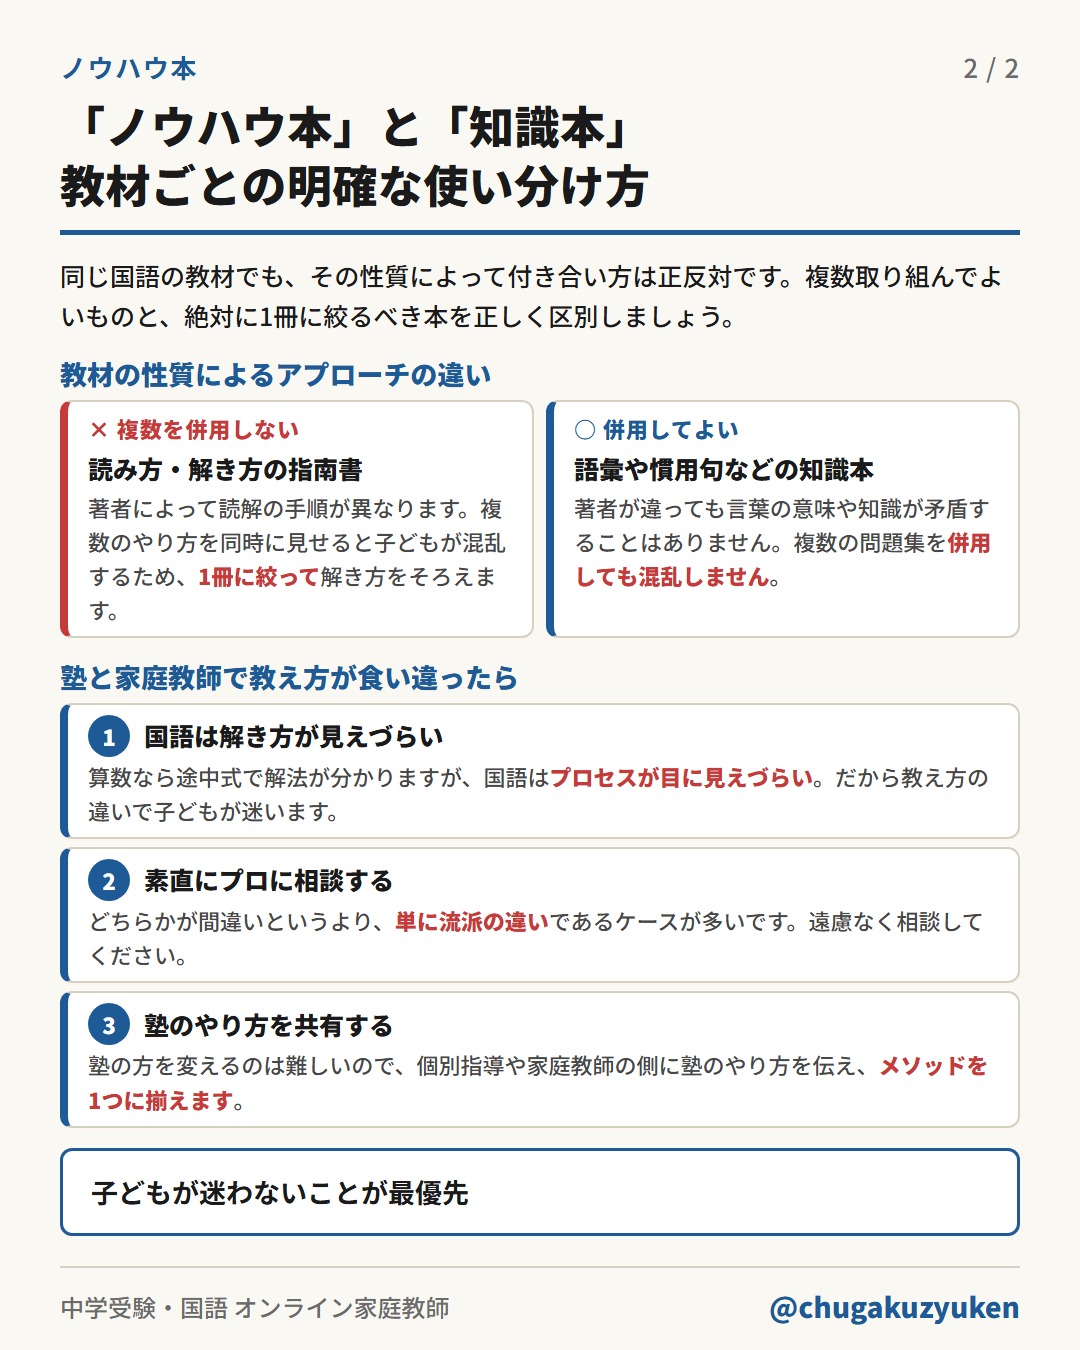 ノウハウ本
2 / 2
「ノウハウ本」と「知識本」
教材ごとの明確な使い分け方
同じ国語の教材でも、その性質によって付き合い方は正反対です。複数取り組んでよ
いものと、絶対に1冊に絞るべき本を正しく区別しましょう。
教材の性質によるアプローチの違い
× 複数を併用しない
読み方・解き方の指南書
著者によって読解の手順が異なります。複
数のやり方を同時に見せると子どもが混乱
するため、1冊に絞って解き方をそろえま
す。
○ 併用してよい
語彙や慣用句などの知識本
著者が違っても言葉の意味や知識が矛盾す
ることはありません。複数の問題集を併用
しても混乱しません。
塾と家庭教師で教え方が食い違ったら
1 国語は解き方が見えづらい
算数なら途中式で解法が分かりますが、国語はプロセスが目に見えづらい。だから教え方の
違いで子どもが迷います。
2 素直にプロに相談する
どちらかが間違いというより、単に流派の違いであるケースが多いです。遠慮なく相談して
ください。
3 塾のやり方を共有する
塾の方を変えるのは難しいので、個別指導や家庭教師の側に塾のやり方を伝え、メソッドを
1つに揃えます。
子どもが迷わないことが最優先
中学受験・国語 オンライン家庭教師
@chugakuzyuken